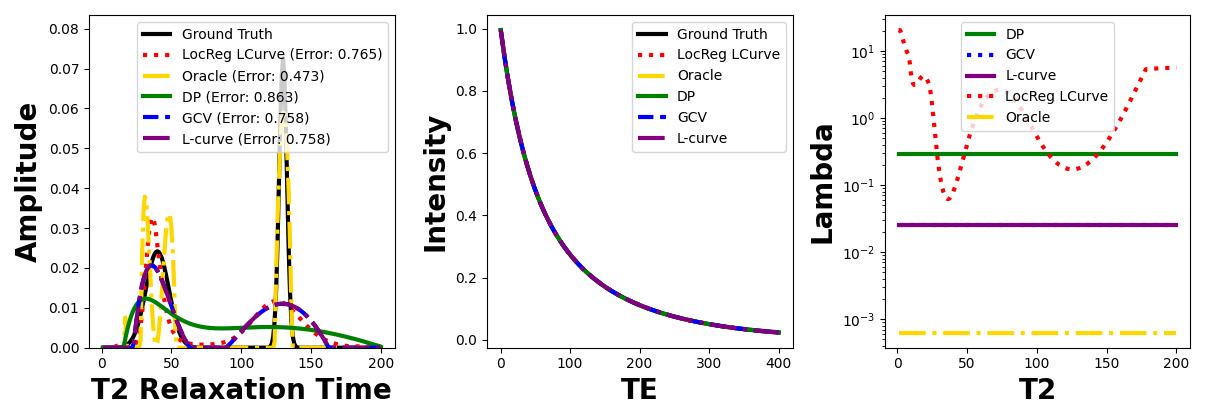 0.08
0.07
0.06
0.05
0.04
0.03
0.02
0.01
0.00
Amplitude
Ground Truth
LocReg LCurve (Error: 0.765)
Oracle (Error: 0.473)
DP (Error: 0.863)
GCV (Error: 0.758)
L-curve (Error: 0.758)
0 50 100 150 200
T2 Relaxation Time
1.0
0.8
0.6
0.4
0.2
0.0
Intensity
Ground Truth
LocReg LCurve
Oracle
DP
GCV
L-curve
0 100 200 300 400
TE
10¹
10⁰
10⁻¹
10⁻²
10⁻³
Lambda
DP
GCV
L-curve
LocReg LCurve
Oracle
0 50 100 150 200
T2